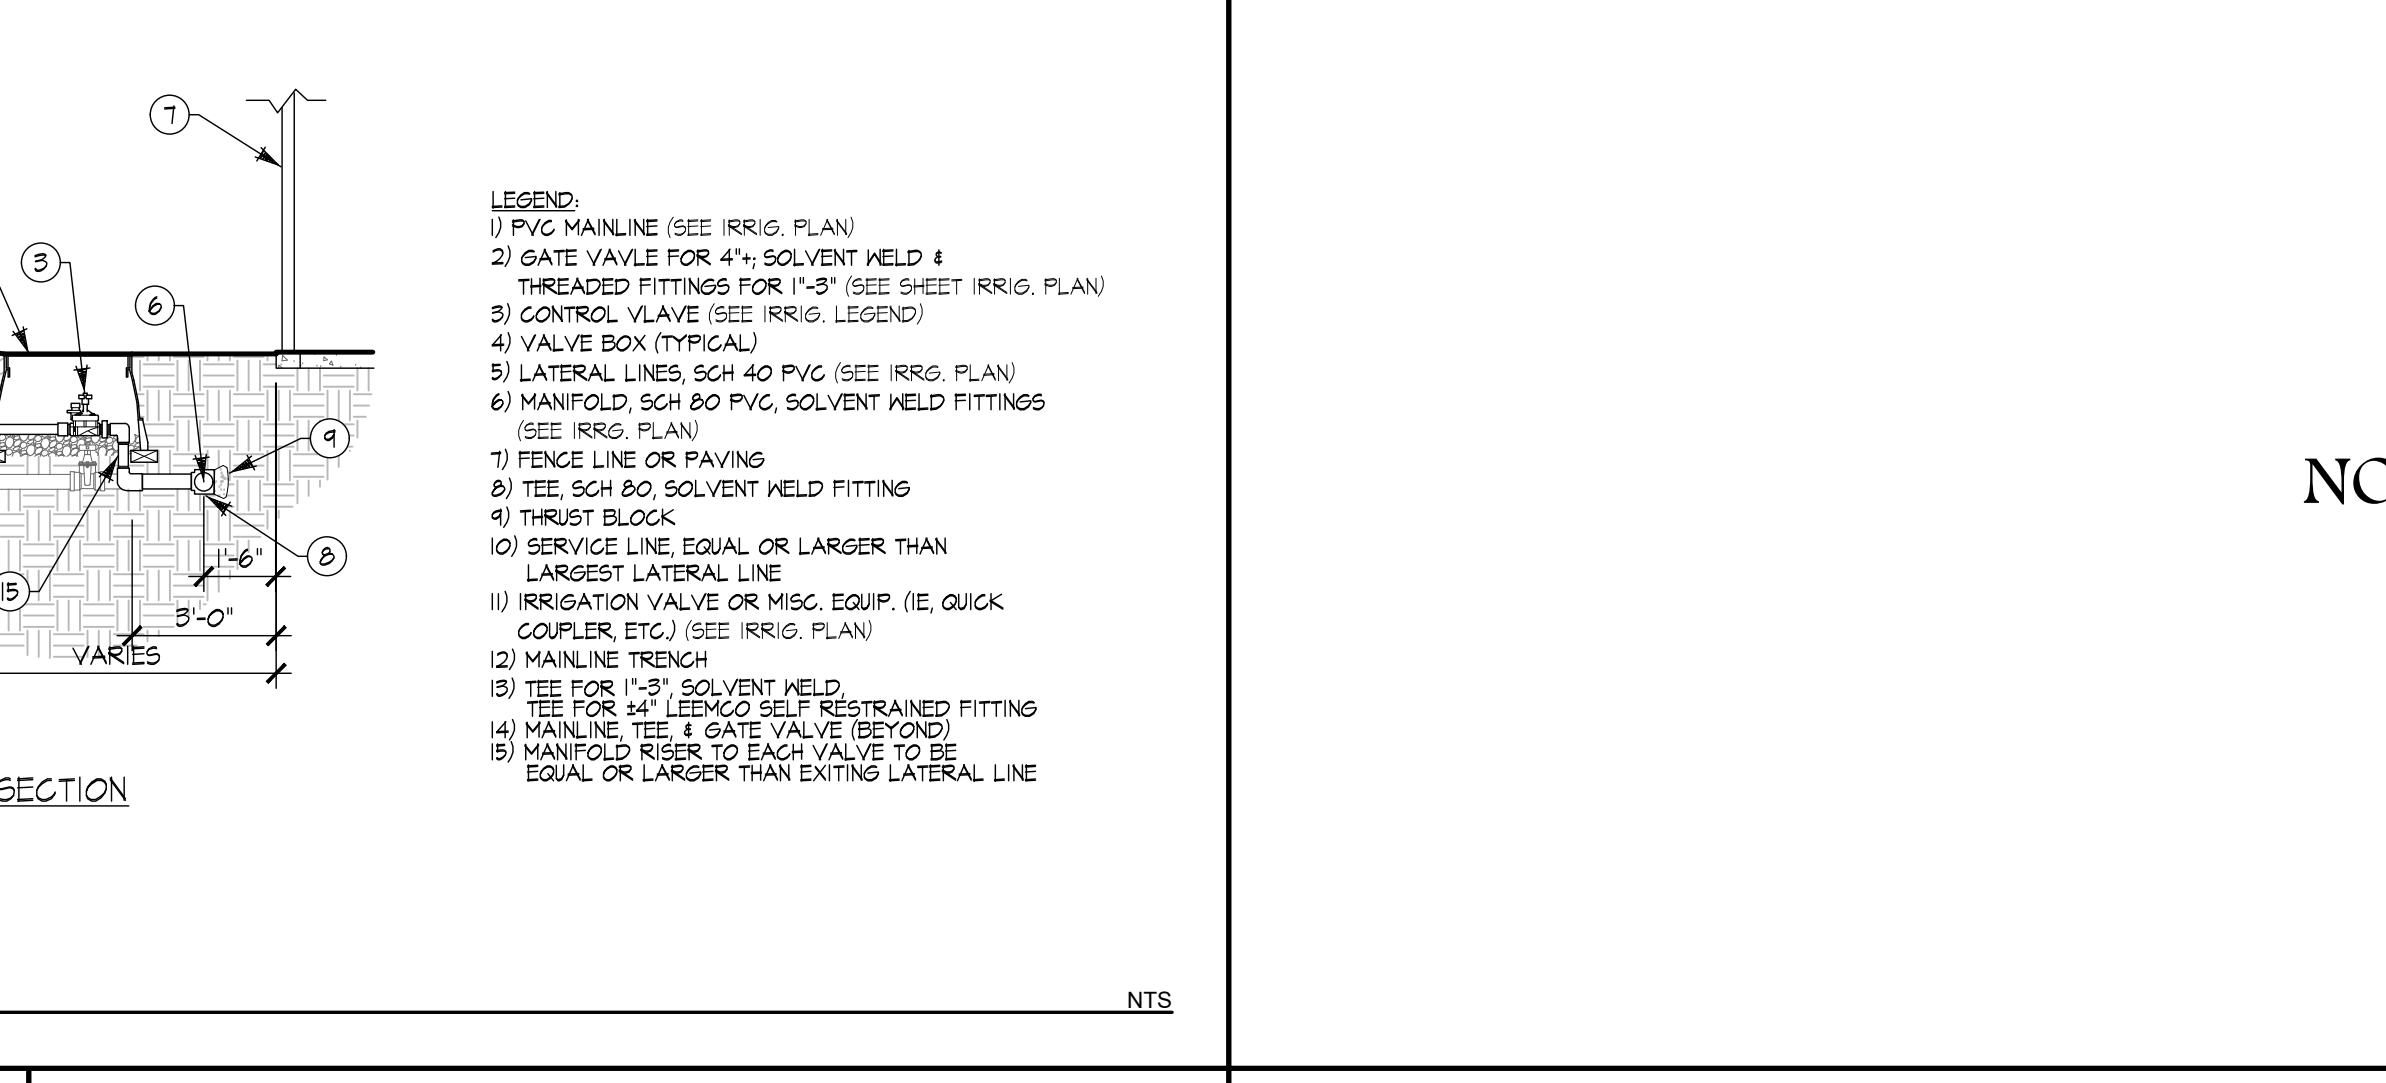 7
3
6
9
8
15
1'-6"
3'-0"
VARIES
SECTION
LEGEND:
1) PVC MAINLINE (SEE IRRIG. PLAN)
2) GATE VAVLE FOR 4"+; SOLVENT WELD &
THREADED FITTINGS FOR 1"-3" (SEE SHEET IRRIG. PLAN)
3) CONTROL VLAVE (SEE IRRIG. LEGEND)
4) VALVE BOX (TYPICAL)
5) LATERAL LINES, SCH 40 PVC (SEE IRRG. PLAN)
6) MANIFOLD, SCH 80 PVC, SOLVENT WELD FITTINGS
(SEE IRRG. PLAN)
7) FENCE LINE OR PAVING
8) TEE, SCH 80, SOLVENT WELD FITTING
9) THRUST BLOCK
10) SERVICE LINE, EQUAL OR LARGER THAN
LARGEST LATERAL LINE
11) IRRIGATION VALVE OR MISC. EQUIP. (IE, QUICK
COUPLER, ETC.) (SEE IRRIG. PLAN)
12) MAINLINE TRENCH
13) TEE FOR 1"-3", SOLVENT WELD,
TEE FOR ±4" LEEMCO SELF RESTRAINED FITTING
14) MAINLINE, TEE, & GATE VALVE (BEYOND)
15) MANIFOLD RISER TO EACH VALVE TO BE
EQUAL OR LARGER THAN EXITING LATERAL LINE
NTS